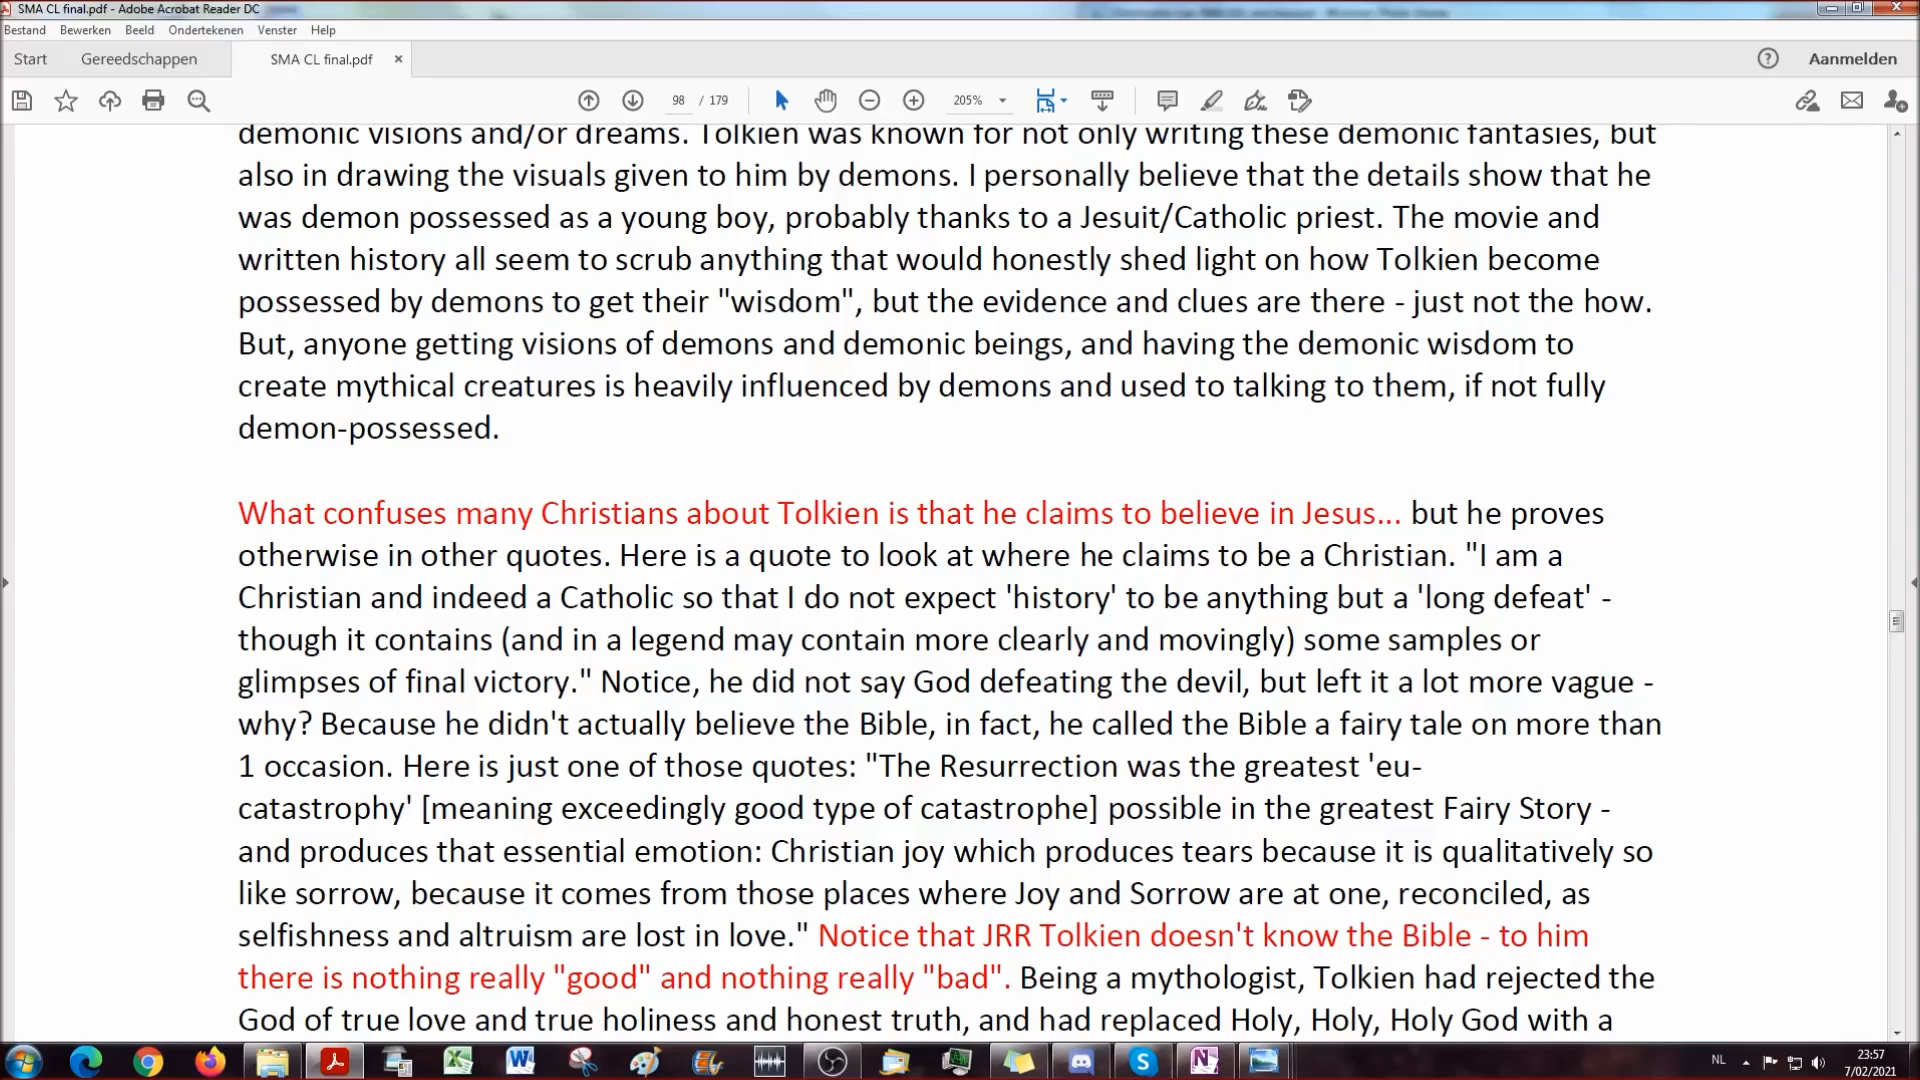 SMA CL final.pdf - Adobe Acrobat Reader DC
Bestand Bewerken Beeld Ondertekenen Venster Help
Start Gereedschappen SMA CL final.pdf × Aanmelden
98 / 179 205%
demonic visions and/or dreams. Tolkien was known for not only writing these demonic fantasies, but
also in drawing the visuals given to him by demons. I personally believe that the details show that he
was demon possessed as a young boy, probably thanks to a Jesuit/Catholic priest. The movie and
written history all seem to scrub anything that would honestly shed light on how Tolkien become
possessed by demons to get their "wisdom", but the evidence and clues are there - just not the how.
But, anyone getting visions of demons and demonic beings, and having the demonic wisdom to
create mythical creatures is heavily influenced by demons and used to talking to them, if not fully
demon-possessed.
What confuses many Christians about Tolkien is that he claims to believe in Jesus... but he proves
otherwise in other quotes. Here is a quote to look at where he claims to be a Christian. "I am a
Christian and indeed a Catholic so that I do not expect 'history' to be anything but a 'long defeat' -
though it contains (and in a legend may contain more clearly and movingly) some samples or
glimpses of final victory." Notice, he did not say God defeating the devil, but left it a lot more vague -
why? Because he didn't actually believe the Bible, in fact, he called the Bible a fairy tale on more than
1 occasion. Here is just one of those quotes: "The Resurrection was the greatest 'eu-
catastrophy' [meaning exceedingly good type of catastrophe] possible in the greatest Fairy Story -
and produces that essential emotion: Christian joy which produces tears because it is qualitatively so
like sorrow, because it comes from those places where Joy and Sorrow are at one, reconciled, as
selfishness and altruism are lost in love." Notice that JRR Tolkien doesn't know the Bible - to him
there is nothing really "good" and nothing really "bad". Being a mythologist, Tolkien had rejected the
God of true love and true holiness and honest truth, and had replaced Holy, Holy, Holy God with a
NL 23:57
7/02/2021